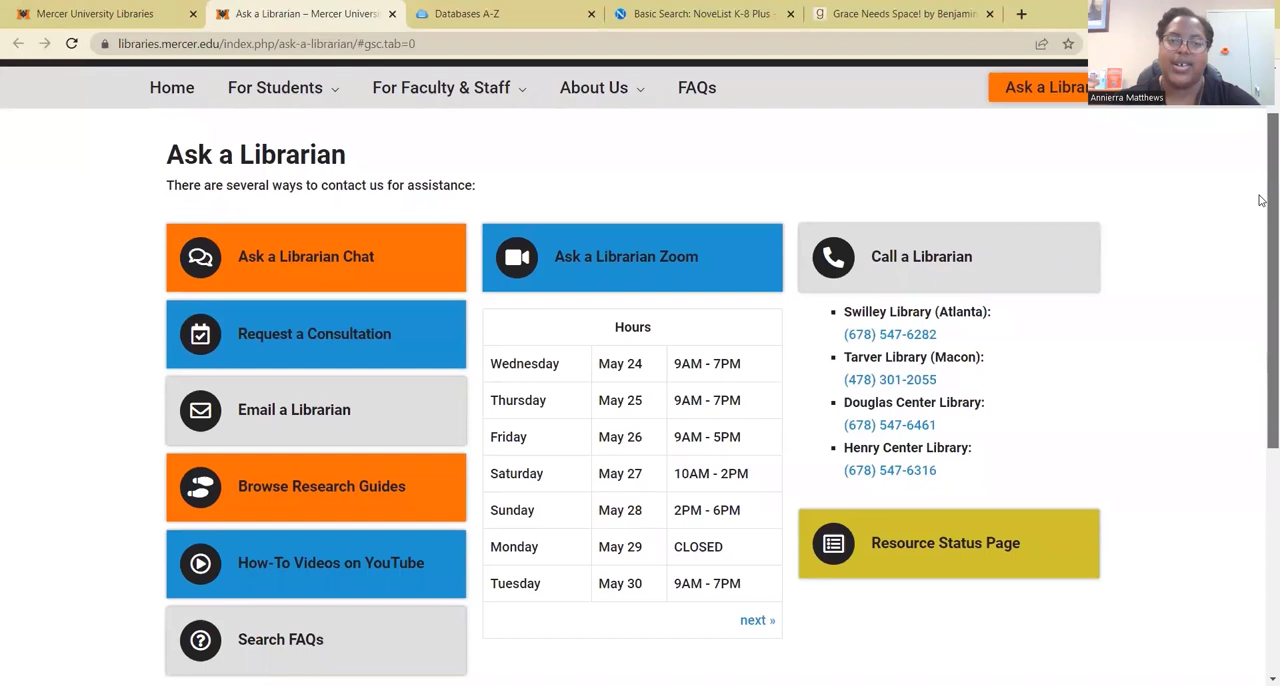 Mercer University Libraries
Ask a Librarian – Mercer Universi
Databases A-Z
Basic Search: NoveList K-8 Plus -
Grace Needs Space! by Benjamin
libraries.mercer.edu/index.php/ask-a-librarian/#gsc.tab=0
Home
For Students
For Faculty & Staff
About Us
FAQs
Ask a Libra
Annierra Matthews
Ask a Librarian
There are several ways to contact us for assistance:
Ask a Librarian Chat
Request a Consultation
Email a Librarian
Browse Research Guides
How-To Videos on YouTube
Search FAQs
Ask a Librarian Zoom
Hours
Wednesday May 24 9AM - 7PM
Thursday May 25 9AM - 7PM
Friday May 26 9AM - 5PM
Saturday May 27 10AM - 2PM
Sunday May 28 2PM - 6PM
Monday May 29 CLOSED
Tuesday May 30 9AM - 7PM
next »
Call a Librarian
Swilley Library (Atlanta):
(678) 547-6282
Tarver Library (Macon):
(478) 301-2055
Douglas Center Library:
(678) 547-6461
Henry Center Library:
(678) 547-6316
Resource Status Page